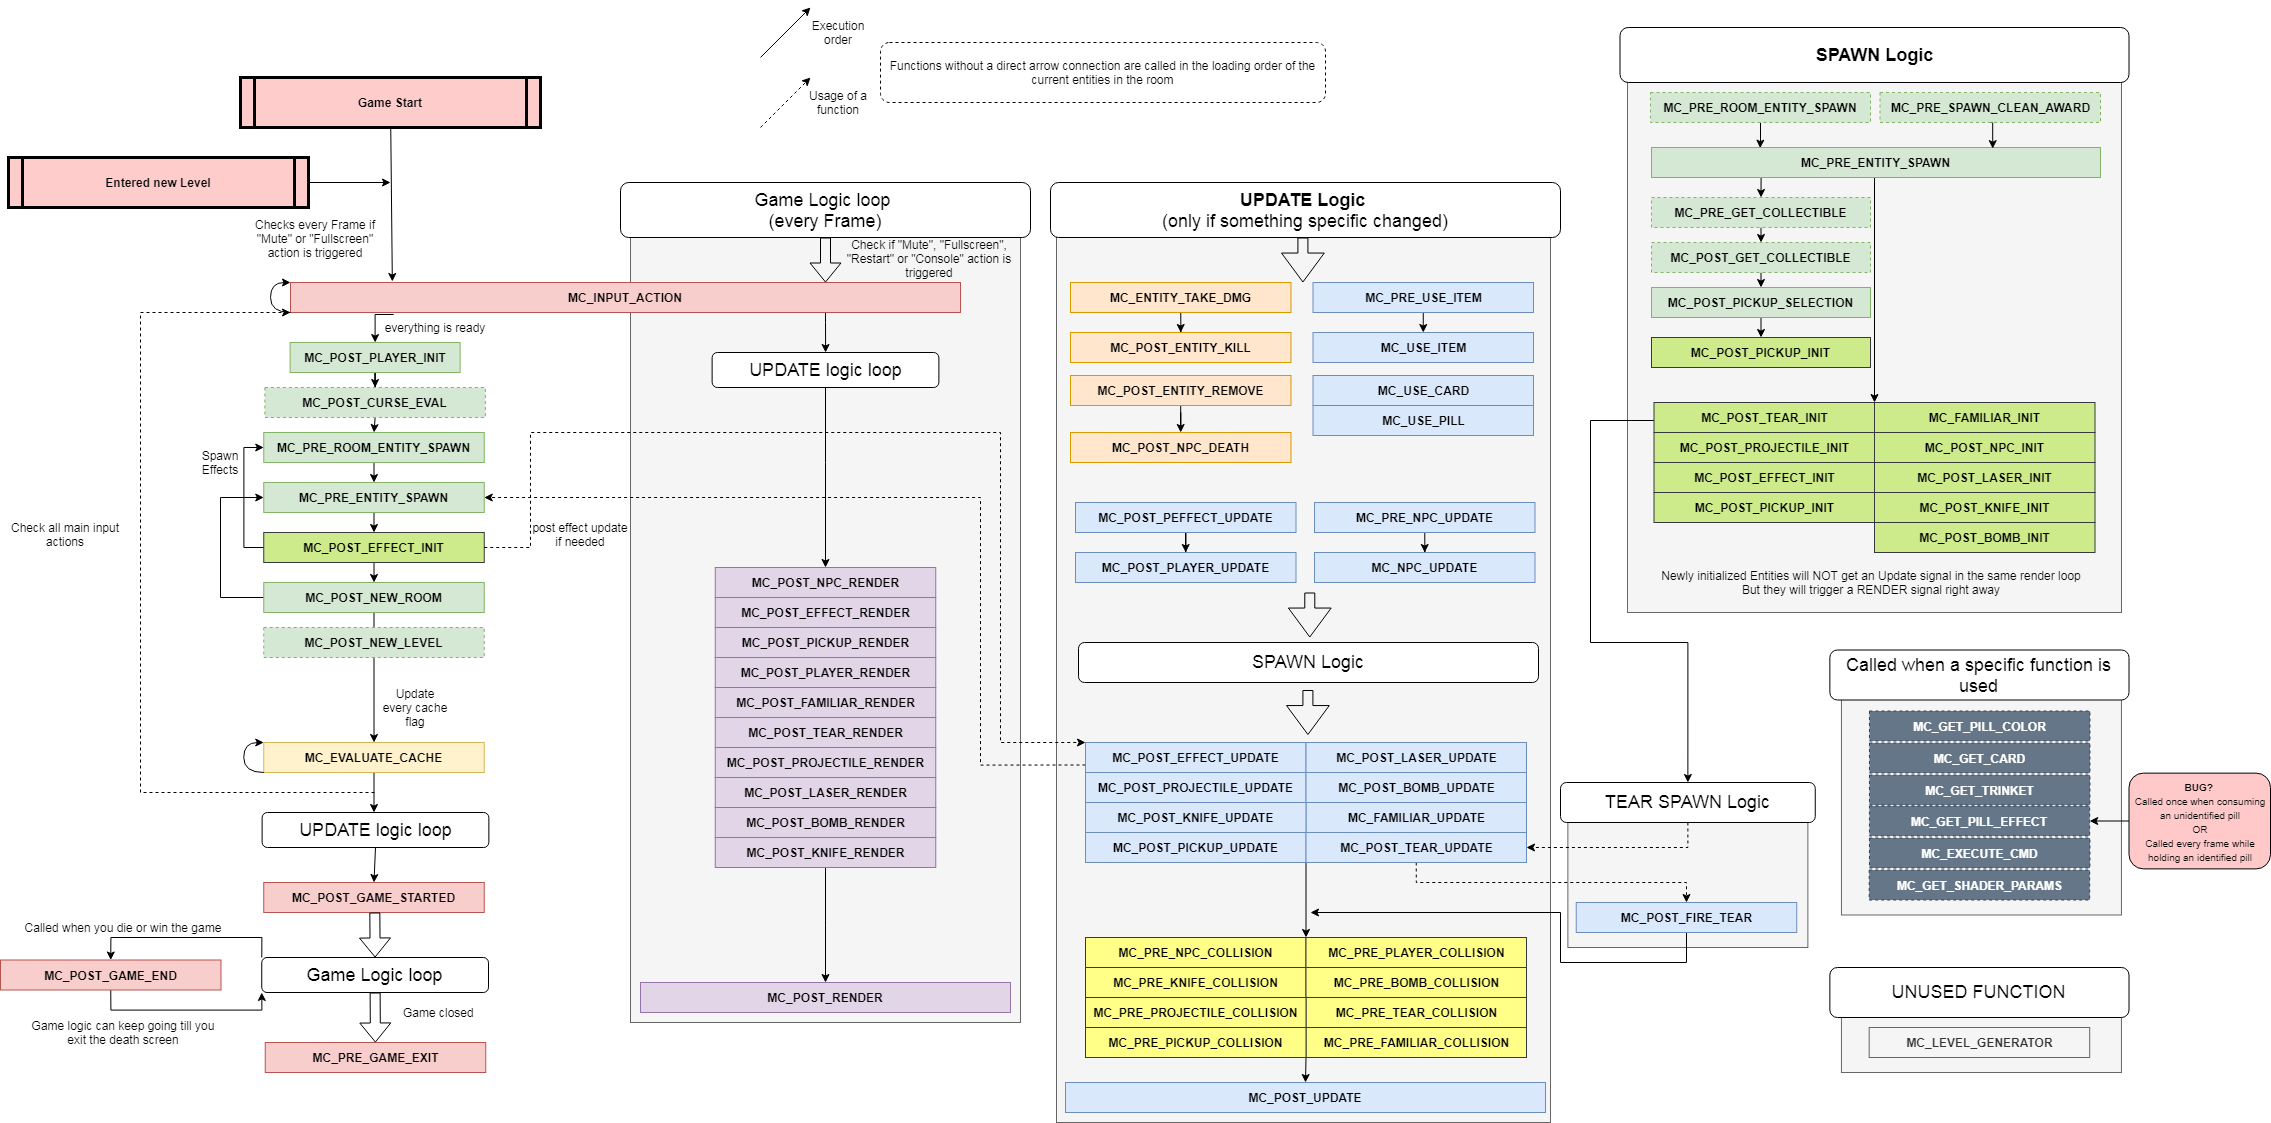 Execution
order
Usage of a
function
Functions without a direct arrow connection are called in the loading order of the
current entities in the room
Game Start
Entered new Level
Checks every Frame if
"Mute" or "Fullscreen"
action is triggered
MC_INPUT_ACTION
everything is ready
MC_POST_PLAYER_INIT
MC_POST_CURSE_EVAL
MC_PRE_ROOM_ENTITY_SPAWN
Spawn
Effects
MC_PRE_ENTITY_SPAWN
MC_POST_EFFECT_INIT
post effect update
if needed
Check all main input
actions
MC_POST_NEW_ROOM
MC_POST_NEW_LEVEL
Update
every cache
flag
MC_EVALUATE_CACHE
UPDATE logic loop
MC_POST_GAME_STARTED
Called when you die or win the game
MC_POST_GAME_END
Game Logic loop
Game logic can keep going till you
exit the death screen
Game closed
MC_PRE_GAME_EXIT
Game Logic loop
(every Frame)
Check if "Mute", "Fullscreen",
"Restart" or "Console" action is
triggered
UPDATE logic loop
MC_POST_NPC_RENDER
MC_POST_EFFECT_RENDER
MC_POST_PICKUP_RENDER
MC_POST_PLAYER_RENDER
MC_POST_FAMILIAR_RENDER
MC_POST_TEAR_RENDER
MC_POST_PROJECTILE_RENDER
MC_POST_LASER_RENDER
MC_POST_BOMB_RENDER
MC_POST_KNIFE_RENDER
MC_POST_RENDER
UPDATE Logic
(only if something specific changed)
MC_ENTITY_TAKE_DMG
MC_PRE_USE_ITEM
MC_POST_ENTITY_KILL
MC_USE_ITEM
MC_POST_ENTITY_REMOVE
MC_USE_CARD
MC_USE_PILL
MC_POST_NPC_DEATH
MC_POST_PEFFECT_UPDATE
MC_PRE_NPC_UPDATE
MC_POST_PLAYER_UPDATE
MC_NPC_UPDATE
SPAWN Logic
MC_POST_EFFECT_UPDATE
MC_POST_LASER_UPDATE
MC_POST_PROJECTILE_UPDATE
MC_POST_BOMB_UPDATE
MC_POST_KNIFE_UPDATE
MC_FAMILIAR_UPDATE
MC_POST_PICKUP_UPDATE
MC_POST_TEAR_UPDATE
MC_PRE_NPC_COLLISION
MC_PRE_PLAYER_COLLISION
MC_PRE_KNIFE_COLLISION
MC_PRE_BOMB_COLLISION
MC_PRE_PROJECTILE_COLLISION
MC_PRE_TEAR_COLLISION
MC_PRE_PICKUP_COLLISION
MC_PRE_FAMILIAR_COLLISION
MC_POST_UPDATE
SPAWN Logic
MC_PRE_ROOM_ENTITY_SPAWN
MC_PRE_SPAWN_CLEAN_AWARD
MC_PRE_ENTITY_SPAWN
MC_PRE_GET_COLLECTIBLE
MC_POST_GET_COLLECTIBLE
MC_POST_PICKUP_SELECTION
MC_POST_PICKUP_INIT
MC_POST_TEAR_INIT
MC_FAMILIAR_INIT
MC_POST_PROJECTILE_INIT
MC_POST_NPC_INIT
MC_POST_EFFECT_INIT
MC_POST_LASER_INIT
MC_POST_PICKUP_INIT
MC_POST_KNIFE_INIT
MC_POST_BOMB_INIT
Newly initialized Entities will NOT get an Update signal in the same render loop
But they will trigger a RENDER signal right away
TEAR SPAWN Logic
MC_POST_FIRE_TEAR
Called when a specific function is
used
MC_GET_PILL_COLOR
MC_GET_CARD
MC_GET_TRINKET
MC_GET_PILL_EFFECT
MC_EXECUTE_CMD
MC_GET_SHADER_PARAMS
BUG?
Called once when consuming
an unidentified pill
OR
Called every frame while
holding an identified pill
UNUSED FUNCTION
MC_LEVEL_GENERATOR